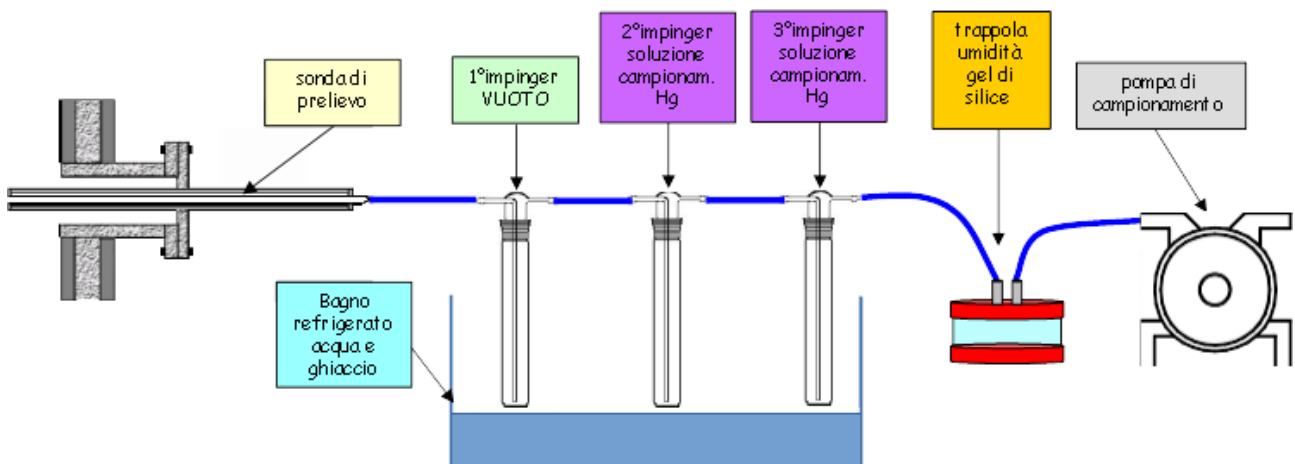 sonda di
prelievo
1°impinger
VUOTO
2°impinger
soluzione
campionam.
Hg
3°impinger
soluzione
campionam.
Hg
trappola
umidità
gel di
silice
pompa di
campionamento
Bagno
refrigerato
acqua e
ghiaccio